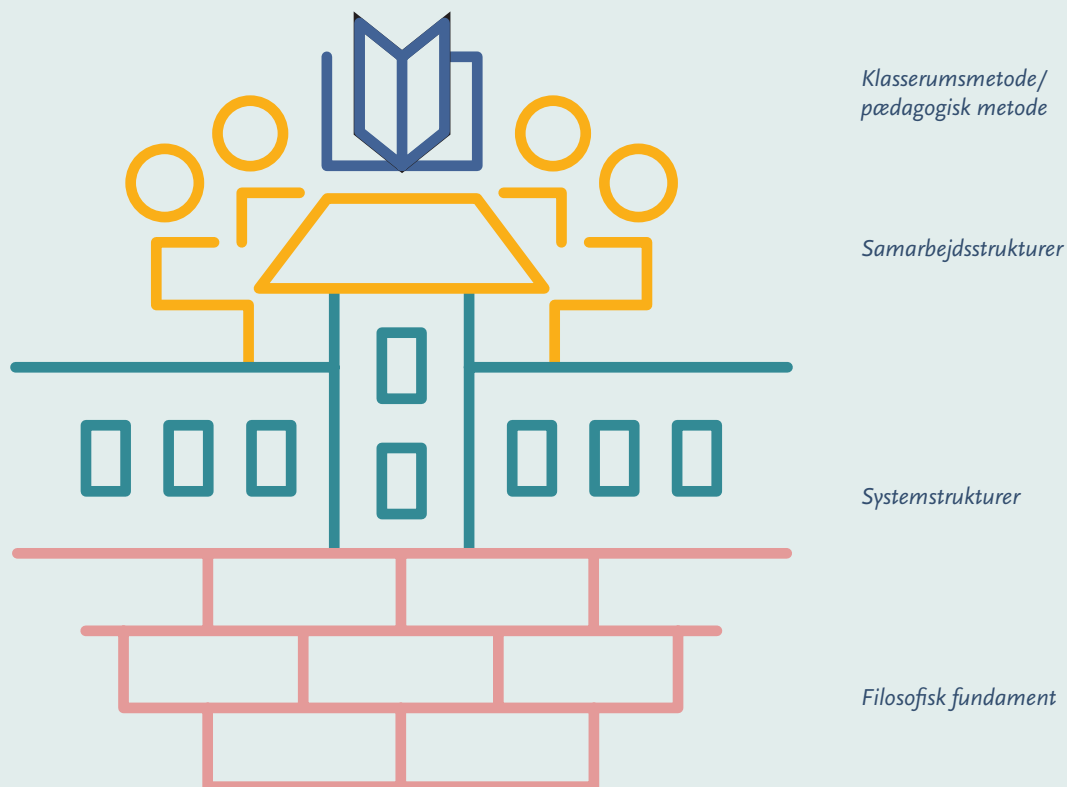 Klasserumsmetode/
pædagogisk metode
Samarbejdsstrukturer
Systemstrukturer
Filosofisk fundament